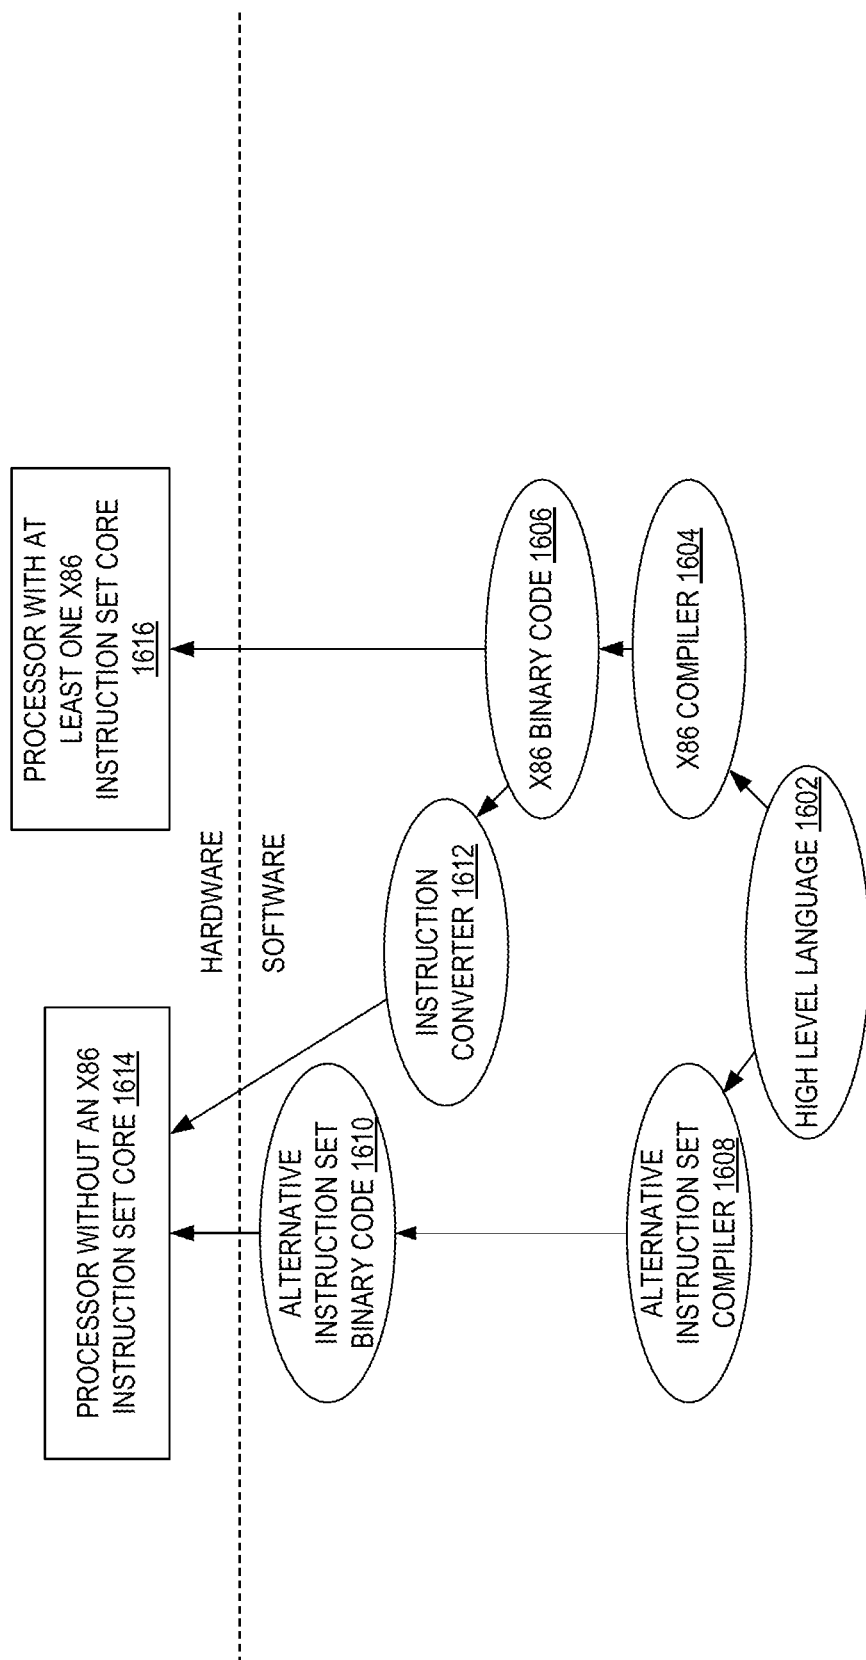 PROCESSOR WITHOUT AN X86
INSTRUCTION SET CORE 1614
PROCESSOR WITH AT
LEAST ONE X86
INSTRUCTION SET CORE
1616
HARDWARE
SOFTWARE
ALTERNATIVE
INSTRUCTION SET
BINARY CODE 1610
INSTRUCTION
CONVERTER 1612
X86 BINARY CODE 1606
ALTERNATIVE
INSTRUCTION SET
COMPILER 1608
X86 COMPILER 1604
HIGH LEVEL LANGUAGE 1602